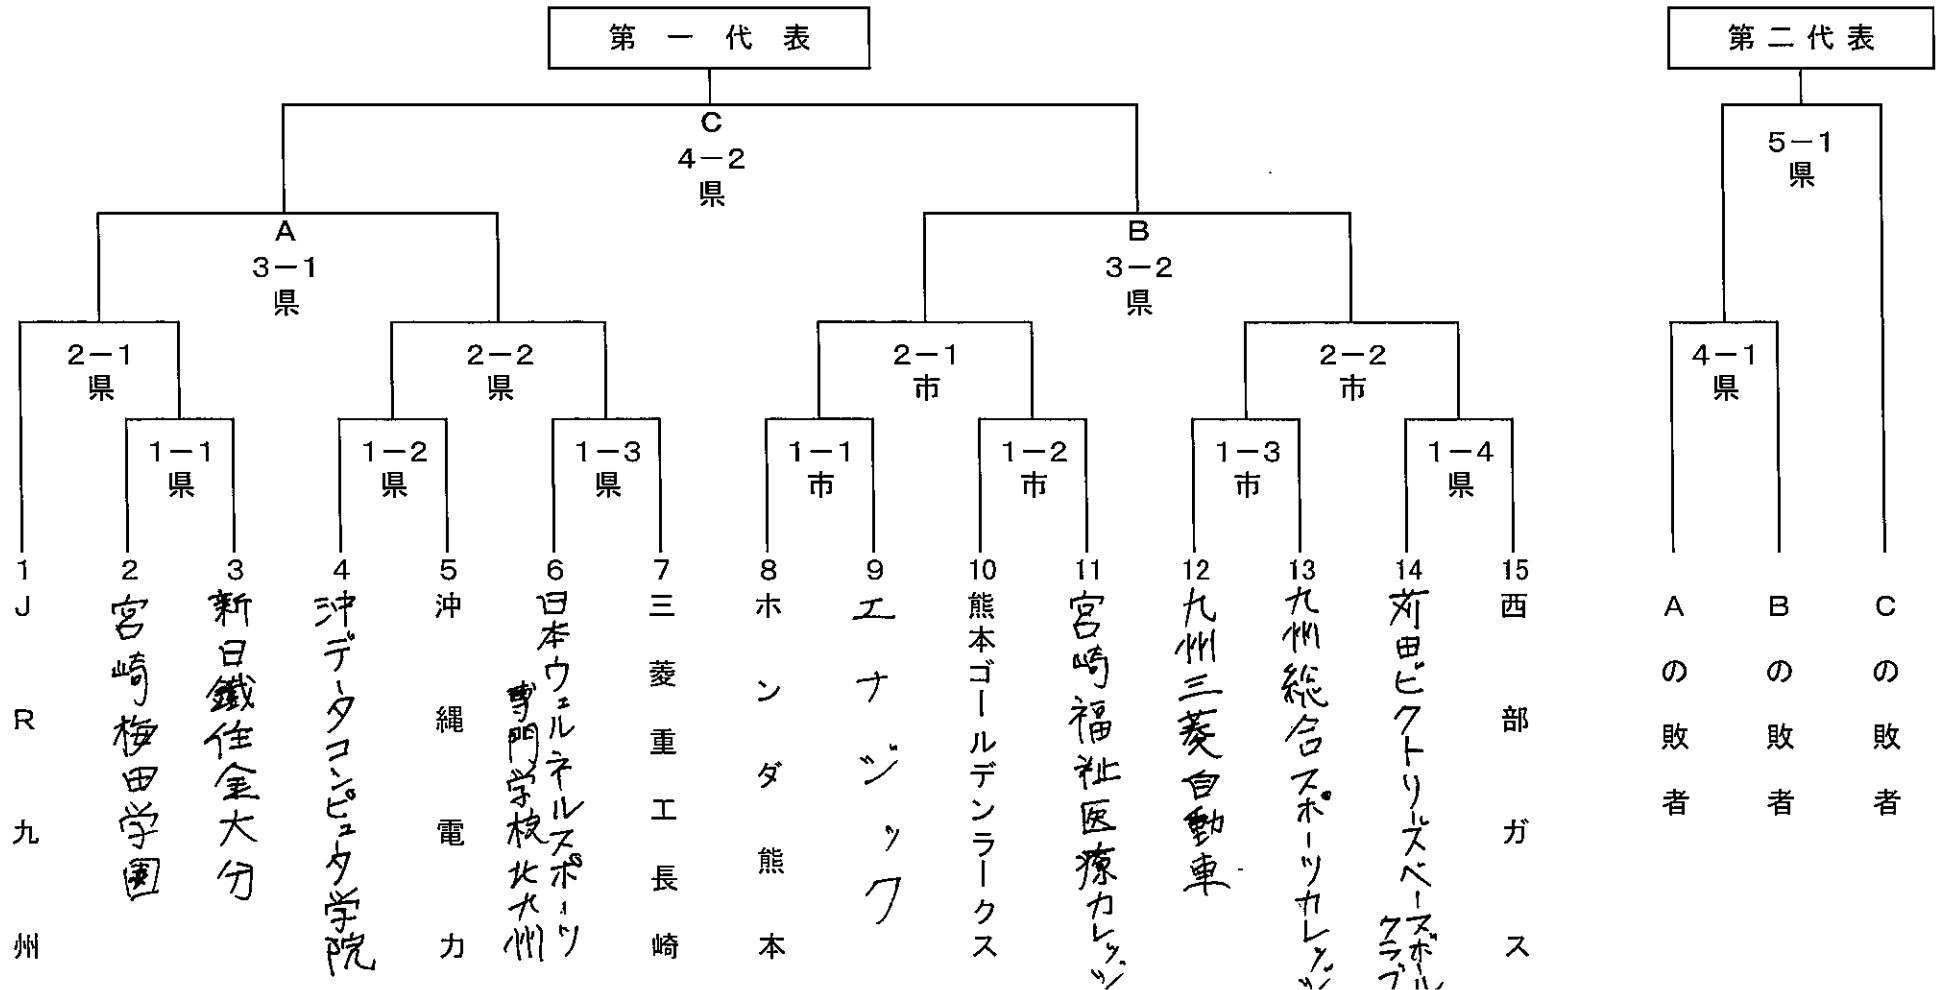 第一代表
第二代表
C
4－2
県
5－1
県
A
3－1
県
B
3－2
県
2－1
県
2－2
県
2－1
市
2－2
市
4－1
県
1－1
県
1－2
県
1－3
県
1－1
市
1－2
市
1－3
市
1－4
県
1
JR九州
2
宮崎梅田学園
3
新日鐵住金大分
4
沖データコンピュータ学院
5
沖縄電力
6
日本ウェルネルスポーツ
専門学校北九州
7
三菱重工長崎
8
ホンダ熊本
9
エナジック
10
熊本ゴールデンラークス
11
宮崎福祉医療カレッジ
12
九州三菱自動車
13
九州総合スポーツカレッジ
14
苅田ビクトリーズベースボール
クラブ
15
西部ガス
Aの敗者
Bの敗者
Cの敗者